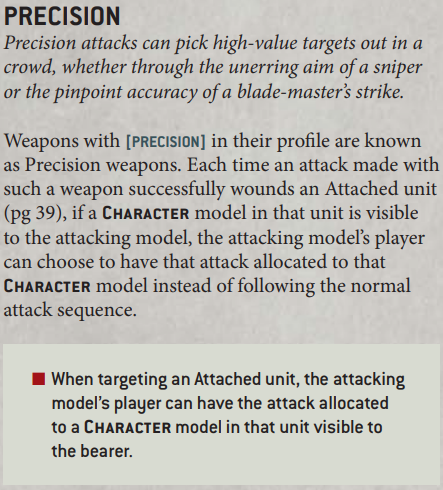 PRECISION
Precision attacks can pick high-value targets out in a
crowd, whether through the unerring aim of a sniper
or the pinpoint accuracy of a blade-master's strike.
Weapons with [PRECISION] in their profile are known
as Precision weapons. Each time an attack made with
such a weapon successfully wounds an Attached unit
(pg 39), if a CHARACTER model in that unit is visible
to the attacking model, the attacking model's player
can choose to have that attack allocated to that
CHARACTER model instead of following the normal
attack sequence.
■ When targeting an Attached unit, the attacking
model's player can have the attack allocated
to a CHARACTER model in that unit visible to
the bearer.